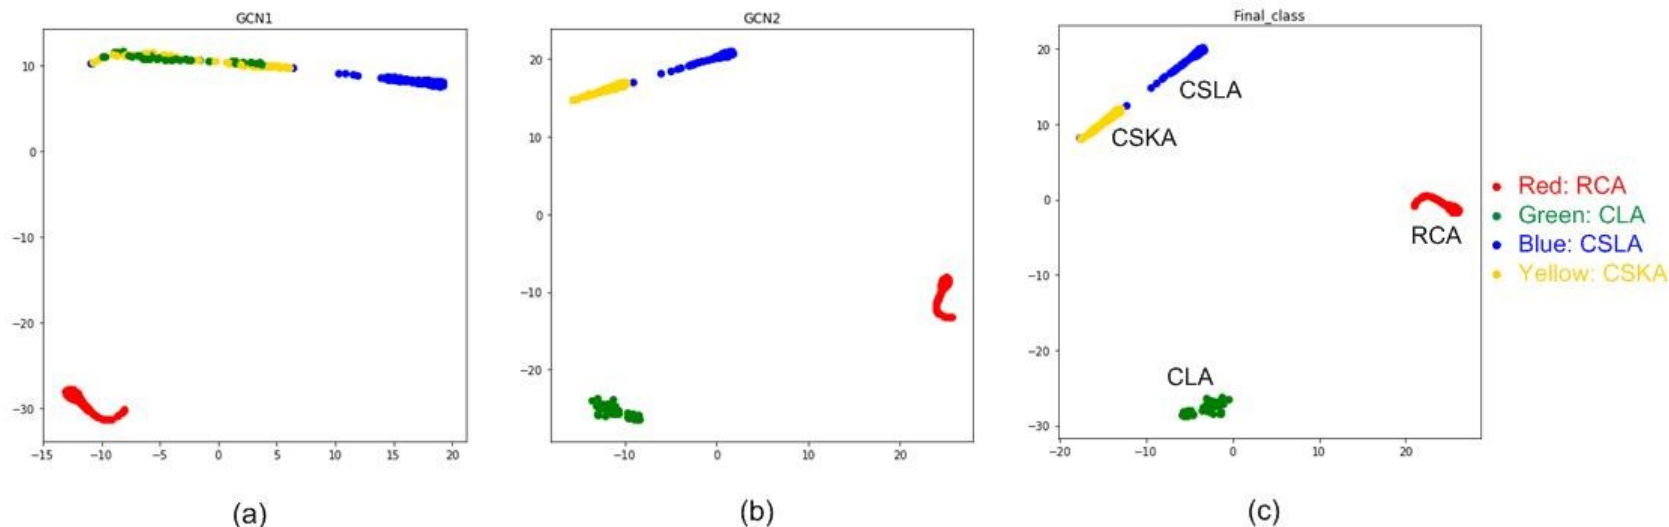 GCN1
10
0
−10
−20
−30
−15 −10 −5 0 5 10 15 20
(a)
GCN2
20
10
0
−10
−20
−10 0 10 20
(b)
Final_class
20
10
0
−10
−20
−30
−20 −10 0 10 20
CSLA
CSKA
RCA
CLA
(c)
Red: RCA
Green: CLA
Blue: CSLA
Yellow: CSKA